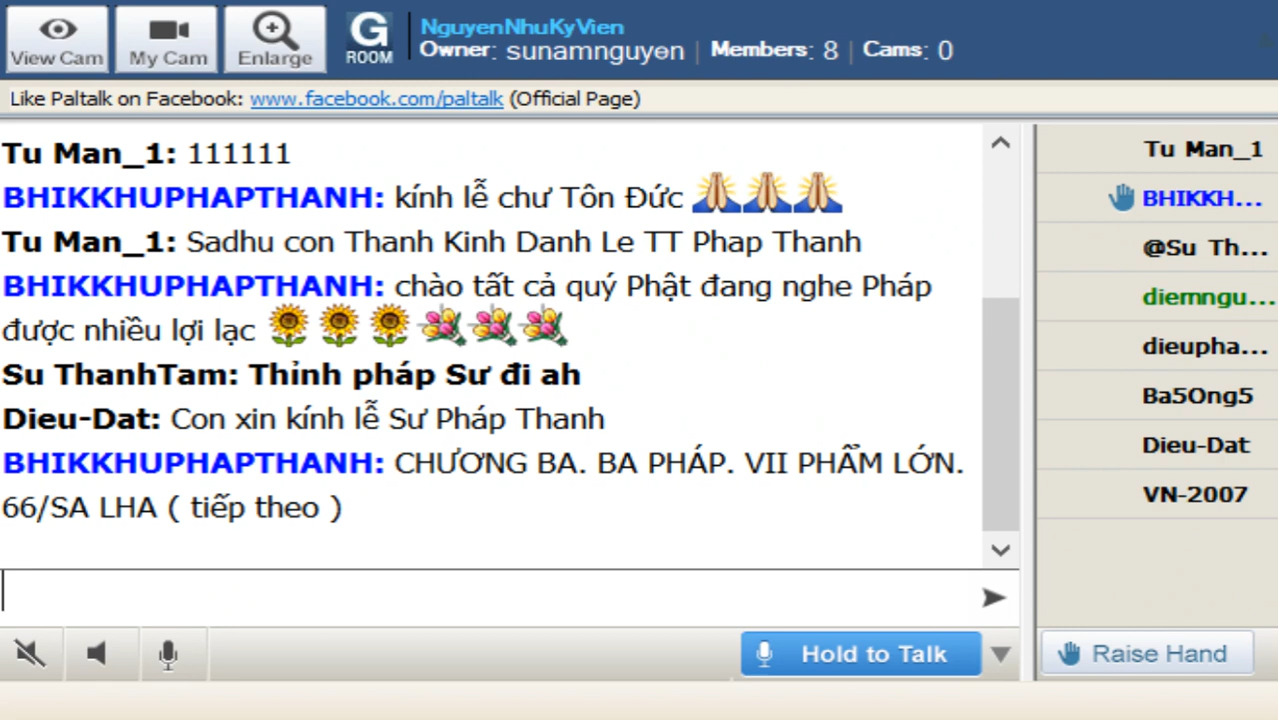 View Cam
My Cam
Enlarge
G
ROOM
NguyenNhuKyVien
Owner: sunamnguyen | Members: 8 | Cams: 0
Like Paltalk on Facebook: www.facebook.com/paltalk (Official Page)
Tu Man_1: 111111
BHIKKHUPHAPTHANH: kính lễ chư Tôn Đức
Tu Man_1: Sadhu con Thanh Kinh Danh Le TT Phap Thanh
BHIKKHUPHAPTHANH: chào tất cả quý Phật đang nghe Pháp
được nhiều lợi lạc
Su ThanhTam: Thỉnh pháp Sư đi ah
Dieu-Dat: Con xin kính lễ Sư Pháp Thanh
BHIKKHUPHAPTHANH: CHƯƠNG BA. BA PHÁP. VII PHẨM LỚN.
66/SA LHA ( tiếp theo )
Tu Man_1
BHIKKH...
@Su Th...
diemngu...
dieupha...
Ba5Ong5
Dieu-Dat
VN-2007
Hold to Talk
Raise Hand